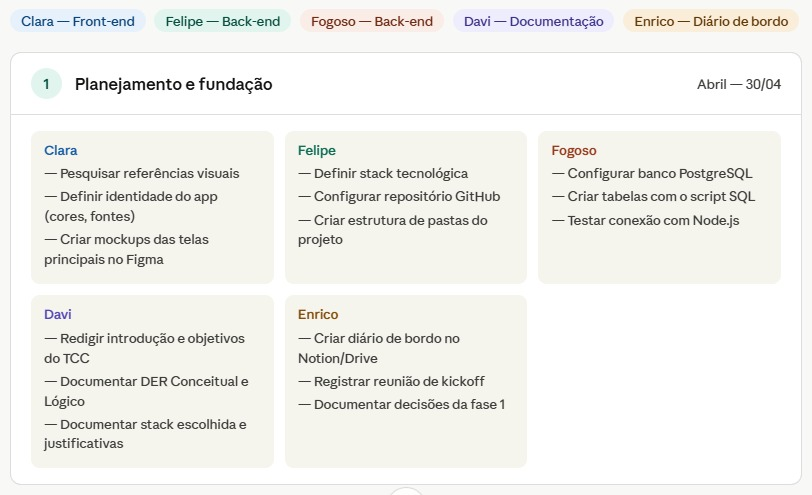 Clara — Front-end
Felipe — Back-end
Fogoso — Back-end
Davi — Documentação
Enrico — Diário de bordo
1
Planejamento e fundação
Abril — 30/04
Clara
— Pesquisar referências visuais
— Definir identidade do app
(cores, fontes)
— Criar mockups das telas
principais no Figma
Felipe
— Definir stack tecnológica
— Configurar repositório GitHub
— Criar estrutura de pastas do
projeto
Fogoso
— Configurar banco PostgreSQL
— Criar tabelas com o script SQL
— Testar conexão com Node.js
Davi
— Redigir introdução e objetivos
do TCC
— Documentar DER Conceitual e
Lógico
— Documentar stack escolhida e
justificativas
Enrico
— Criar diário de bordo no
Notion/Drive
— Registrar reunião de kickoff
— Documentar decisões da fase 1